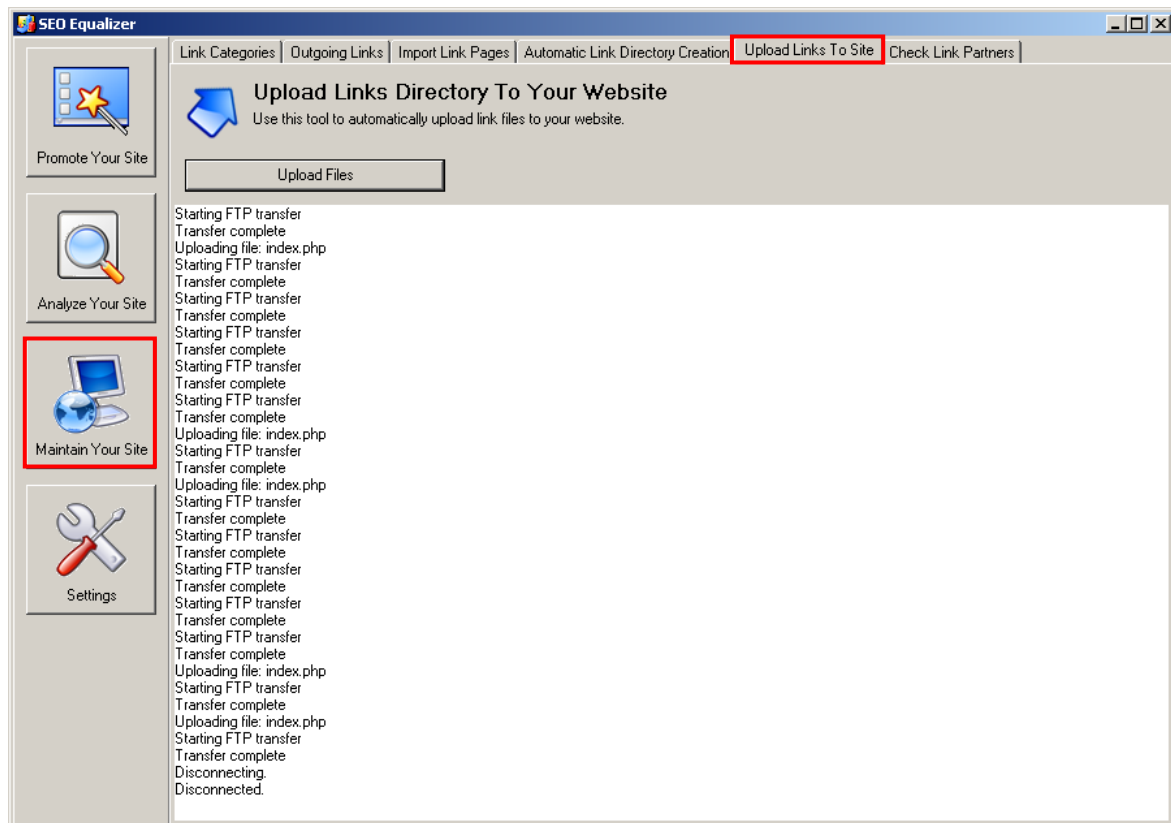 SEO Equalizer
Link Categories Outgoing Links Import Link Pages Automatic Link Directory Creation Upload Links To Site Check Link Partners
Upload Links Directory To Your Website
Use this tool to automatically upload link files to your website.
Promote Your Site
Upload Files
Analyze Your Site
Maintain Your Site
Settings
Starting FTP transfer
Transfer complete
Uploading file: index.php
Starting FTP transfer
Transfer complete
Starting FTP transfer
Transfer complete
Starting FTP transfer
Transfer complete
Starting FTP transfer
Transfer complete
Starting FTP transfer
Transfer complete
Uploading file: index.php
Starting FTP transfer
Transfer complete
Uploading file: index.php
Starting FTP transfer
Transfer complete
Starting FTP transfer
Transfer complete
Starting FTP transfer
Transfer complete
Starting FTP transfer
Transfer complete
Starting FTP transfer
Transfer complete
Uploading file: index.php
Starting FTP transfer
Transfer complete
Uploading file: index.php
Starting FTP transfer
Transfer complete
Disconnecting.
Disconnected.